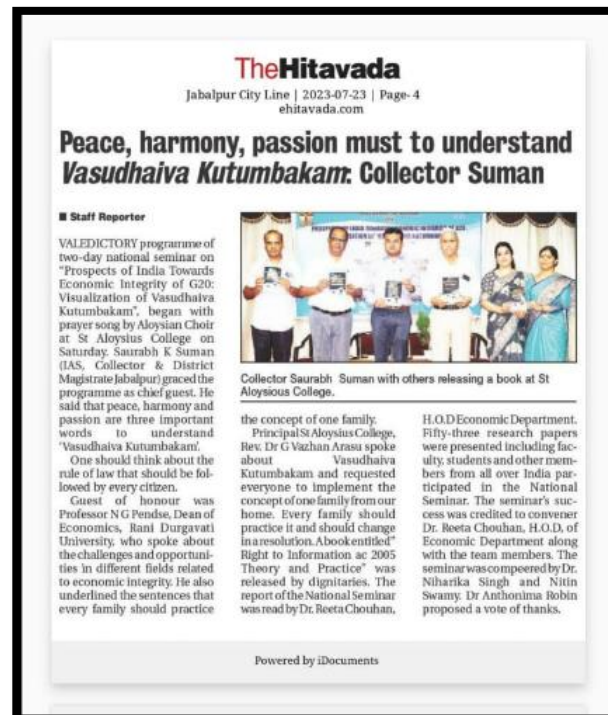 TheHitavada
Jabalpur City Line | 2023-07-23 | Page- 4
ehitavada.com
Peace, harmony, passion must to understand
Vasudhaiva Kutumbakam: Collector Suman
■ Staff Reporter
VALEDICTORY programme of
two-day national seminar on
"Prospects of India Towards
Economic Integrity of G20:
Visualization of Vasudhaiva
Kutumbakam", began with
prayer song by Aloysian Choir
at St Aloysius College on
Saturday. Saurabh K Suman
(IAS, Collector & District
Magistrate Jabalpur) graced the
programme as chief guest. He
said that peace, harmony and
passion are three important
words to understand
'Vasudhaiva Kutumbakam'.
One should think about the
rule of law that should be fol-
lowed by every citizen.
Guest of honour was
Professor N G Pendse, Dean of
Economics, Rani Durgavati
University, who spoke about
the challenges and opportuni-
ties in different fields related
to economic integrity. He also
underlined the sentences that
every family should practice
Collector Saurabh Suman with others releasing a book at St
Aloysious College.
the concept of one family.
Principal St Aloysius College,
Rev. Dr G Vazhan Arasu spoke
about Vasudhaiva
Kutumbakam and requested
everyone to implement the
concept of one family from our
home. Every family should
practice it and should change
in a resolution. A book entitled "
Right to Information ac 2005
Theory and Practice" was
released by dignitaries. The
report of the National Seminar
was read by Dr. Reeta Chouhan,
H.O.D Economic Department.
Fifty-three research papers
were presented including fac-
ulty, students and other mem-
bers from all over India par-
ticipated in the National
Seminar. The seminar's suc-
cess was credited to convener
Dr. Reeta Chouhan, H.O.D, of
Economic Department along
with the team members. The
seminar was compeered by Dr.
Niharika Singh and Nitin
Swamy. Dr Anthonima Robin
proposed a vote of thanks.
Powered by iDocuments